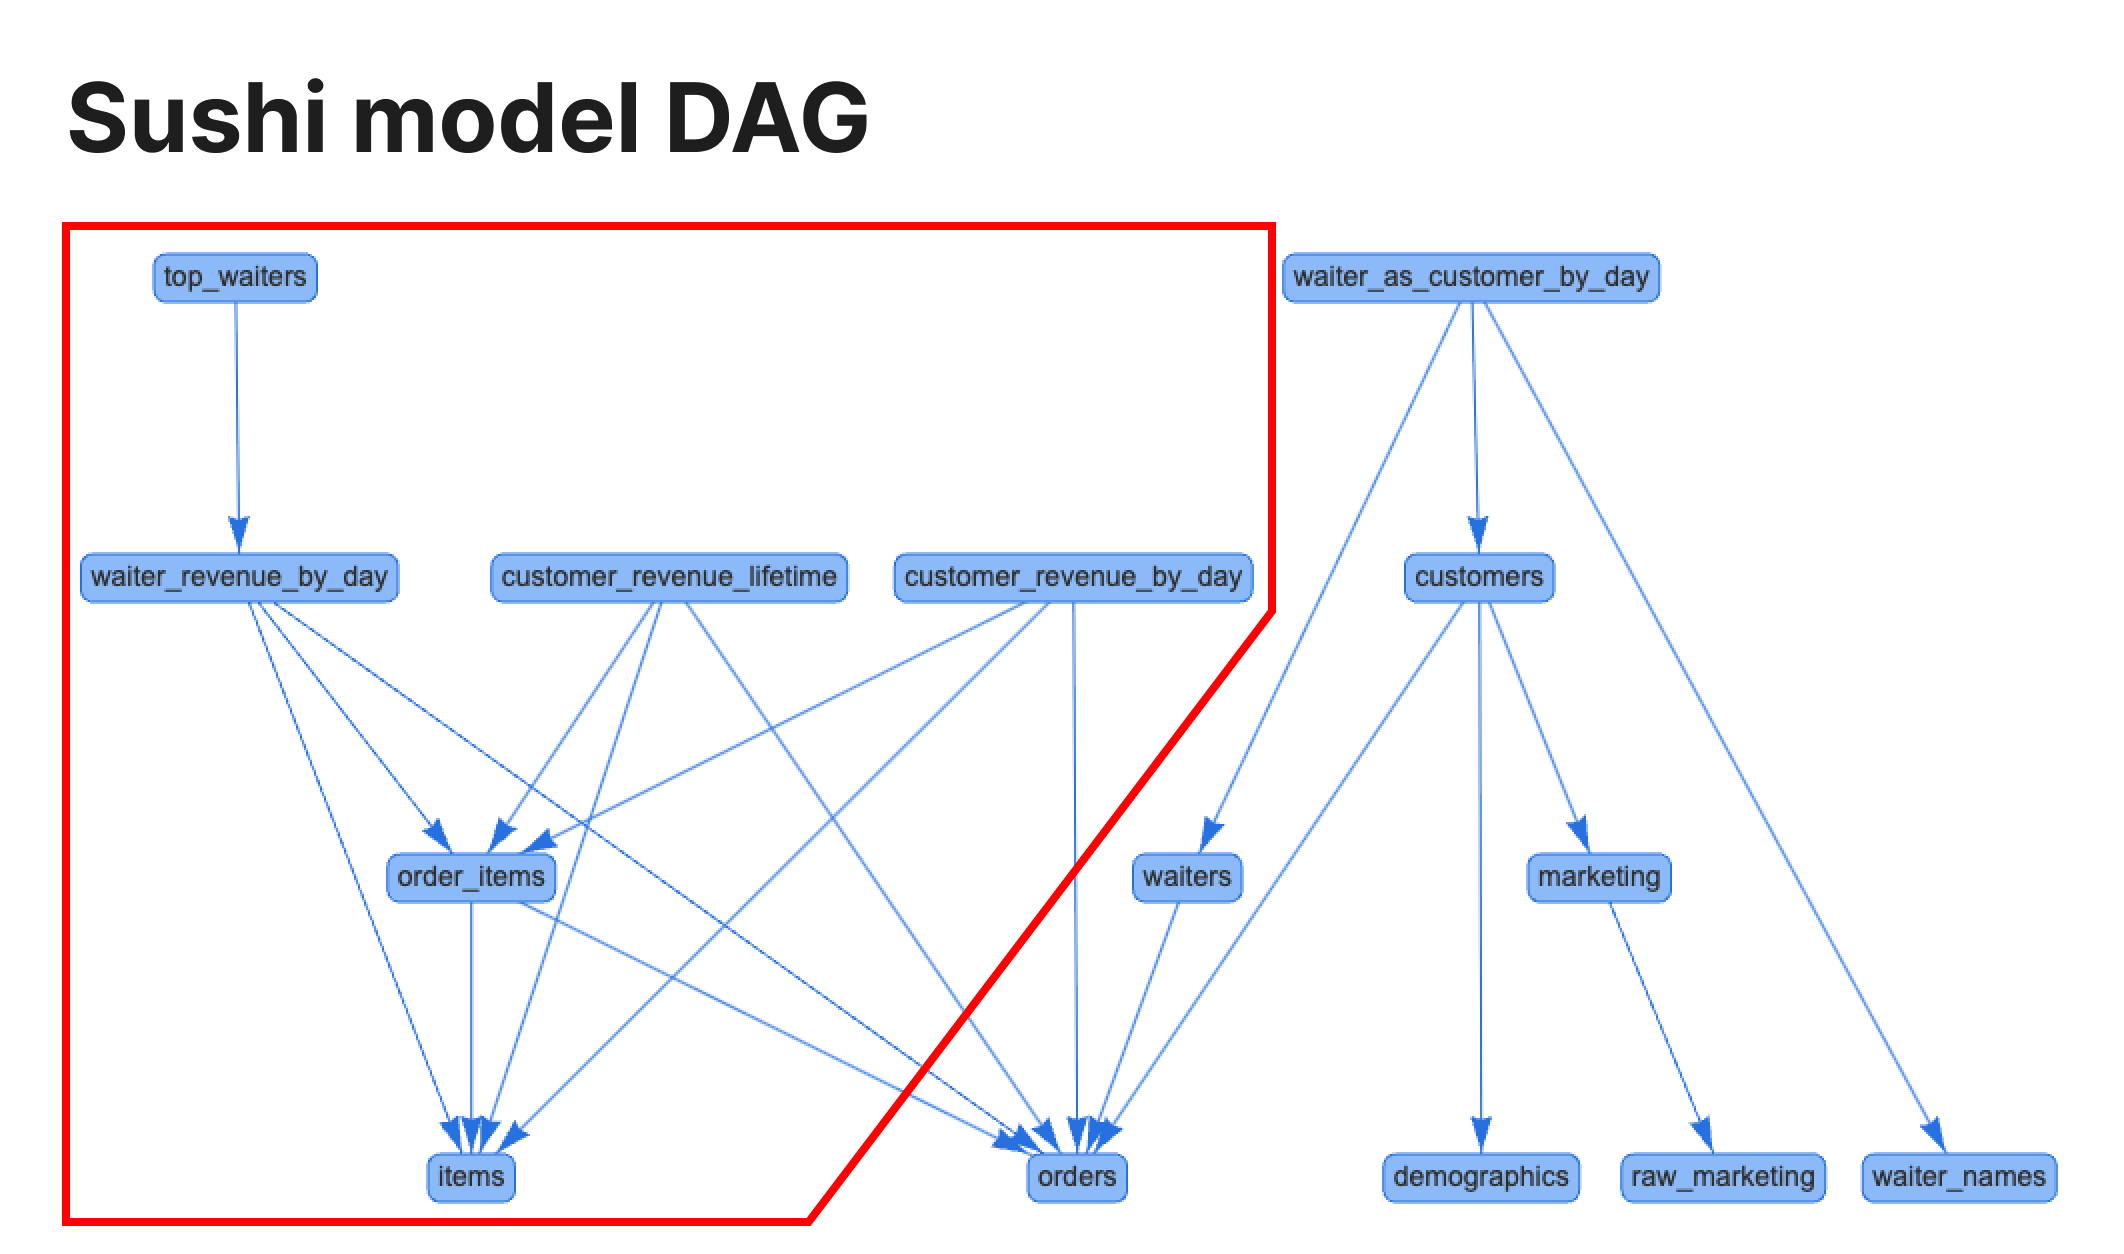 Sushi model DAG
top_waiters
waiter_as_customer_by_day
waiter_revenue_by_day
customer_revenue_lifetime
customer_revenue_by_day
customers
order_items
waiters
marketing
items
orders
demographics
raw_marketing
waiter_names